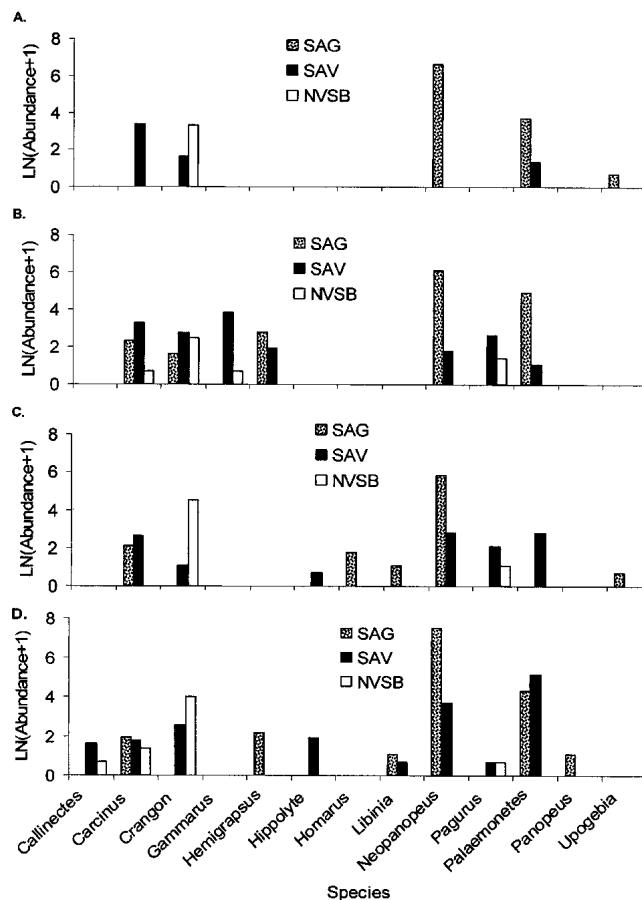 A.
LN(Abundance+1)
8
6
4
2
0
SAG
SAV
NVSB
B.
LN(Abundance+1)
8
6
4
2
0
SAG
SAV
NVSB
C.
LN(Abundance+1)
8
6
4
2
0
SAG
SAV
NVSB
D.
LN(Abundance+1)
8
6
4
2
0
SAG
SAV
NVSB
Callinectes
Carcinus
Crangon
Gammarus
Hemigrapsus
Hippolyte
Homarus
Libinia
Neopanopeus
Pagurus
Palaemonetes
Panopeus
Upogebia
Species